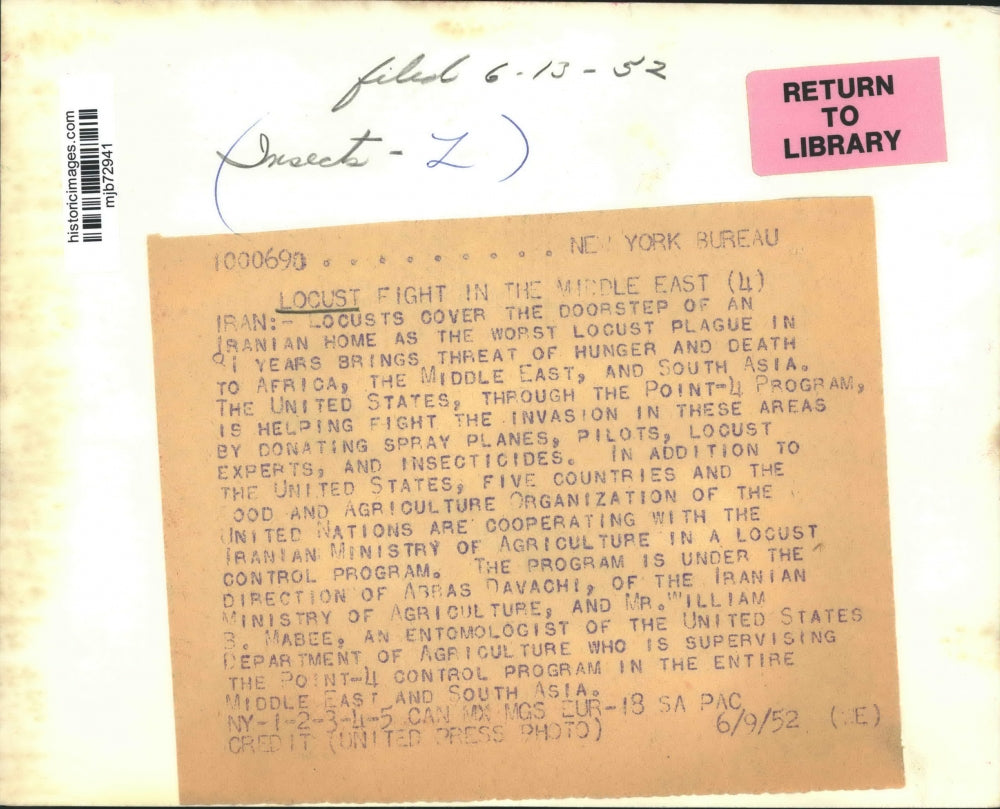 filed 6-13-52
(Insects - L)
RETURN
TO
LIBRARY
historicimages.com
mjb72941
1000690 . . . . . . . . . . NEW YORK BUREAU
LOCUST FIGHT IN THE MIDDLE EAST (4)
IRAN:- LOCUSTS COVER THE DOORSTEP OF AN
IRANIAN HOME AS THE WORST LOCUST PLAGUE IN
91 YEARS BRINGS THREAT OF HUNGER AND DEATH
TO AFRICA, THE MIDDLE EAST, AND SOUTH ASIA.
THE UNITED STATES, THROUGH THE POINT-4 PROGRAM,
IS HELPING FIGHT THE INVASION IN THESE AREAS
BY DONATING SPRAY PLANES, PILOTS, LOCUST
EXPERTS, AND INSECTICIDES. IN ADDITION TO
THE UNITED STATES, FIVE COUNTRIES AND THE
FOOD AND AGRICULTURE ORGANIZATION OF THE
UNITED NATIONS ARE COOPERATING WITH THE
IRANIAN MINISTRY OF AGRICULTURE IN A LOCUST
CONTROL PROGRAM. THE PROGRAM IS UNDER THE
DIRECTION OF ABBAS DAVACHI, OF THE IRANIAN
MINISTRY OF AGRICULTURE, AND MR. WILLIAM
B. MABEE, AN ENTOMOLOGIST OF THE UNITED STATES
DEPARTMENT OF AGRICULTURE WHO IS SUPERVISING
THE POINT-4 CONTROL PROGRAM IN THE ENTIRE
MIDDLE EAST AND SOUTH ASIA.
NY-1-2-3-4-5 CAN MX MGS EUR-18 SA PAC
CREDIT (UNITED PRESS PHOTO) 6/9/52